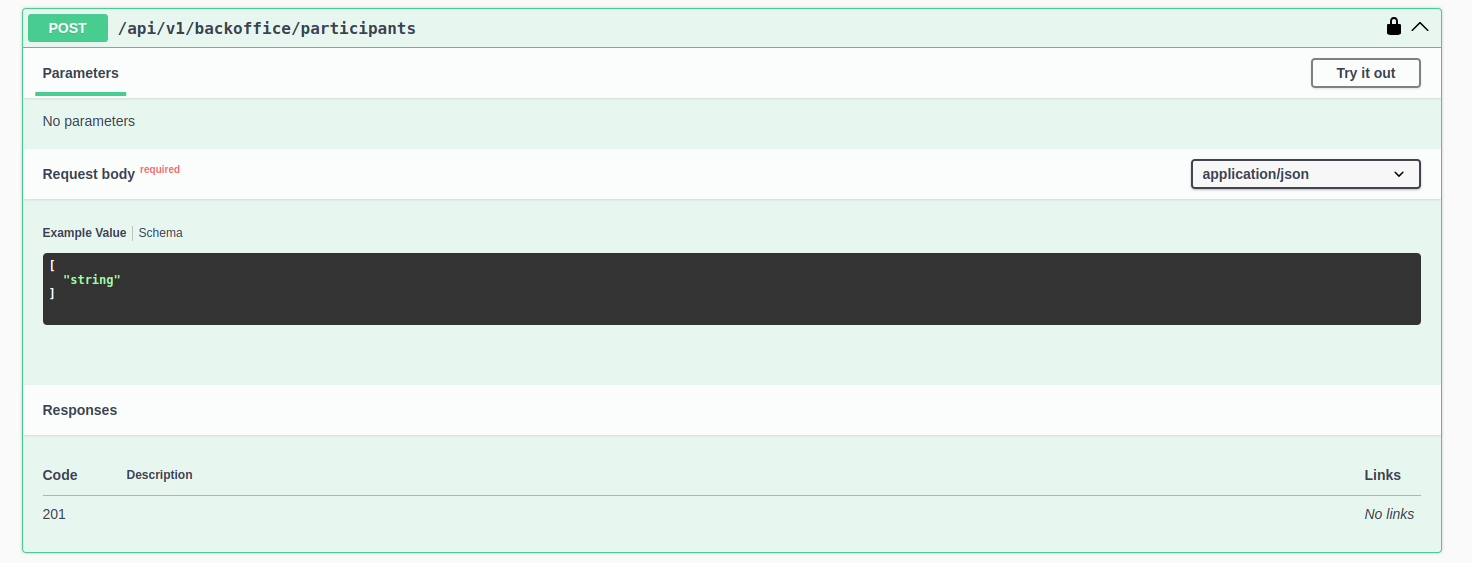 POST /api/v1/backoffice/participants
Parameters Try it out
No parameters
Request body required application/json
Example Value Schema
[
"string"
]
Responses
Code Description Links
201 No links